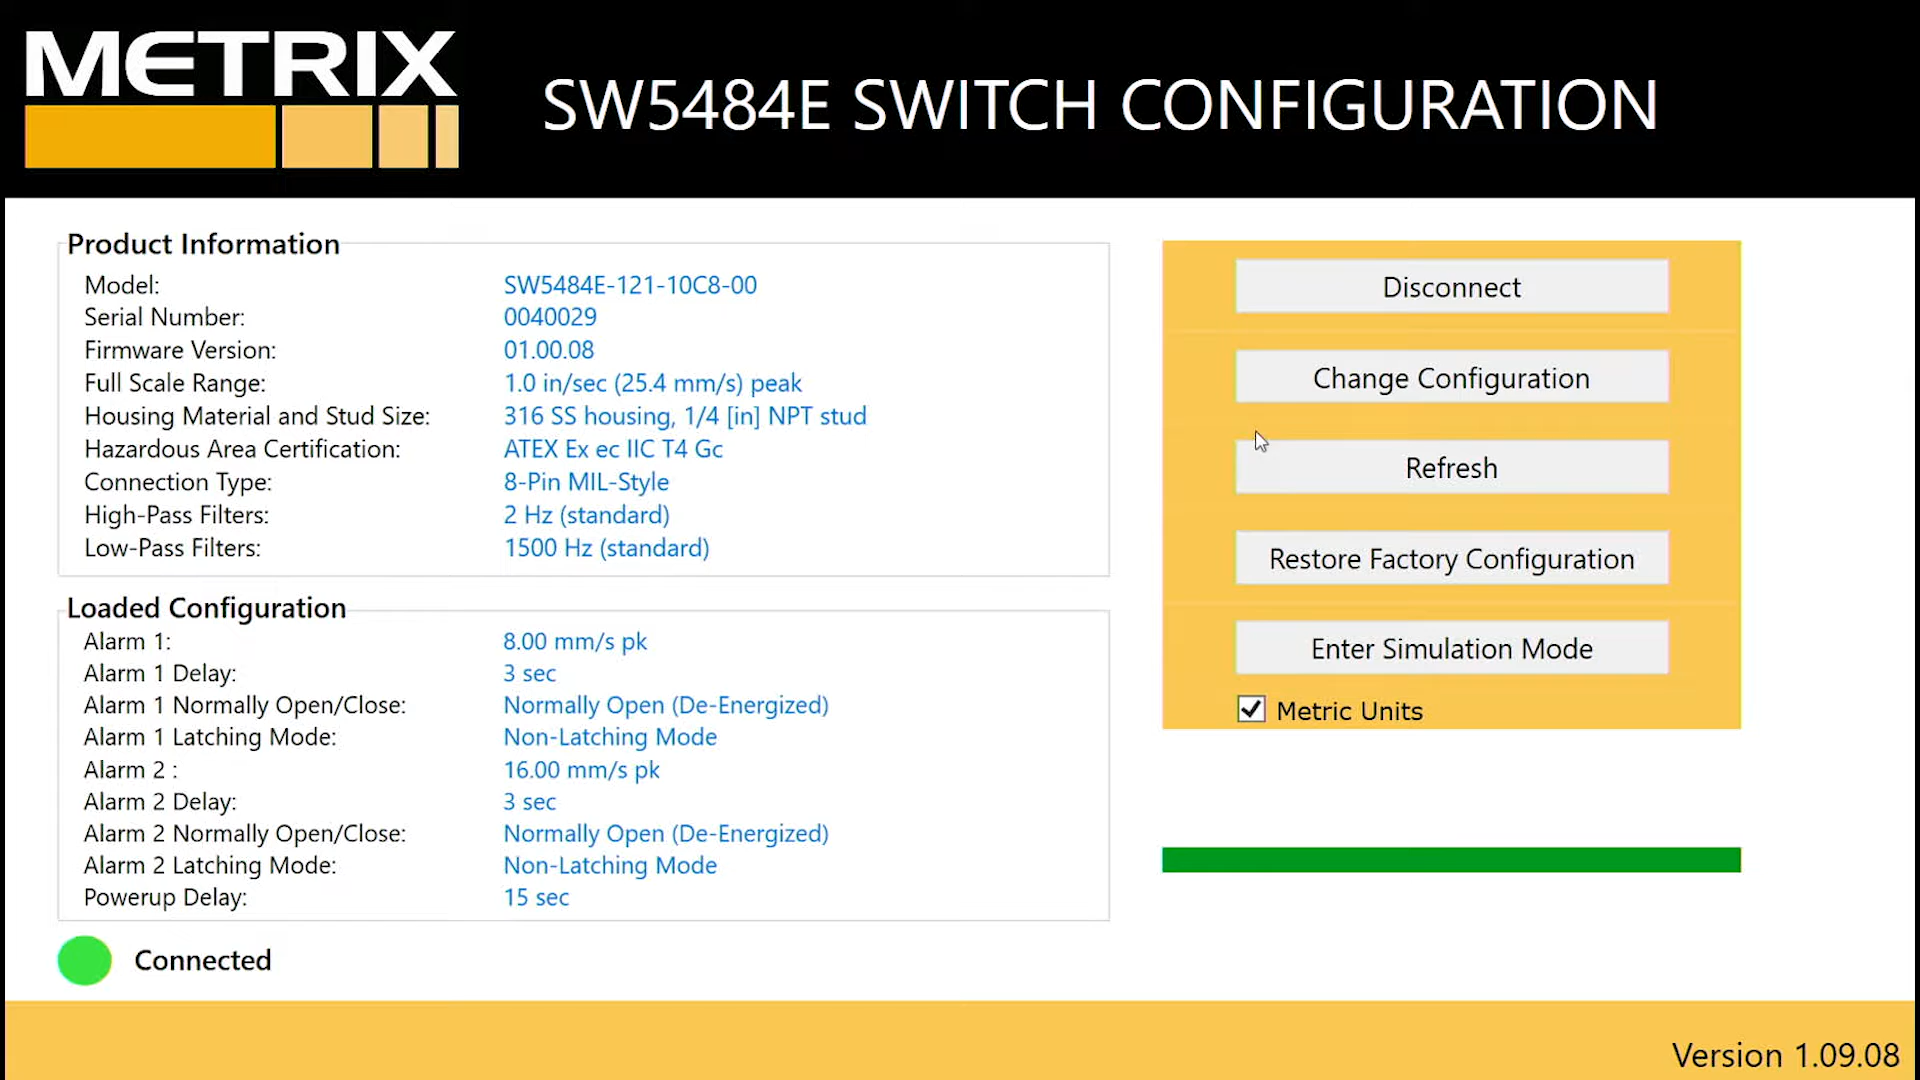 METRIX
SW5484E SWITCH CONFIGURATION
Product Information
Model: SW5484E-121-10C8-00
Serial Number: 0040029
Firmware Version: 01.00.08
Full Scale Range: 1.0 in/sec (25.4 mm/s) peak
Housing Material and Stud Size: 316 SS housing, 1/4 [in] NPT stud
Hazardous Area Certification: ATEX Ex ec IIC T4 Gc
Connection Type: 8-Pin MIL-Style
High-Pass Filters: 2 Hz (standard)
Low-Pass Filters: 1500 Hz (standard)
Loaded Configuration
Alarm 1: 8.00 mm/s pk
Alarm 1 Delay: 3 sec
Alarm 1 Normally Open/Close: Normally Open (De-Energized)
Alarm 1 Latching Mode: Non-Latching Mode
Alarm 2 : 16.00 mm/s pk
Alarm 2 Delay: 3 sec
Alarm 2 Normally Open/Close: Normally Open (De-Energized)
Alarm 2 Latching Mode: Non-Latching Mode
Powerup Delay: 15 sec
Connected
Disconnect
Change Configuration
Refresh
Restore Factory Configuration
Enter Simulation Mode
Metric Units
Version 1.09.08